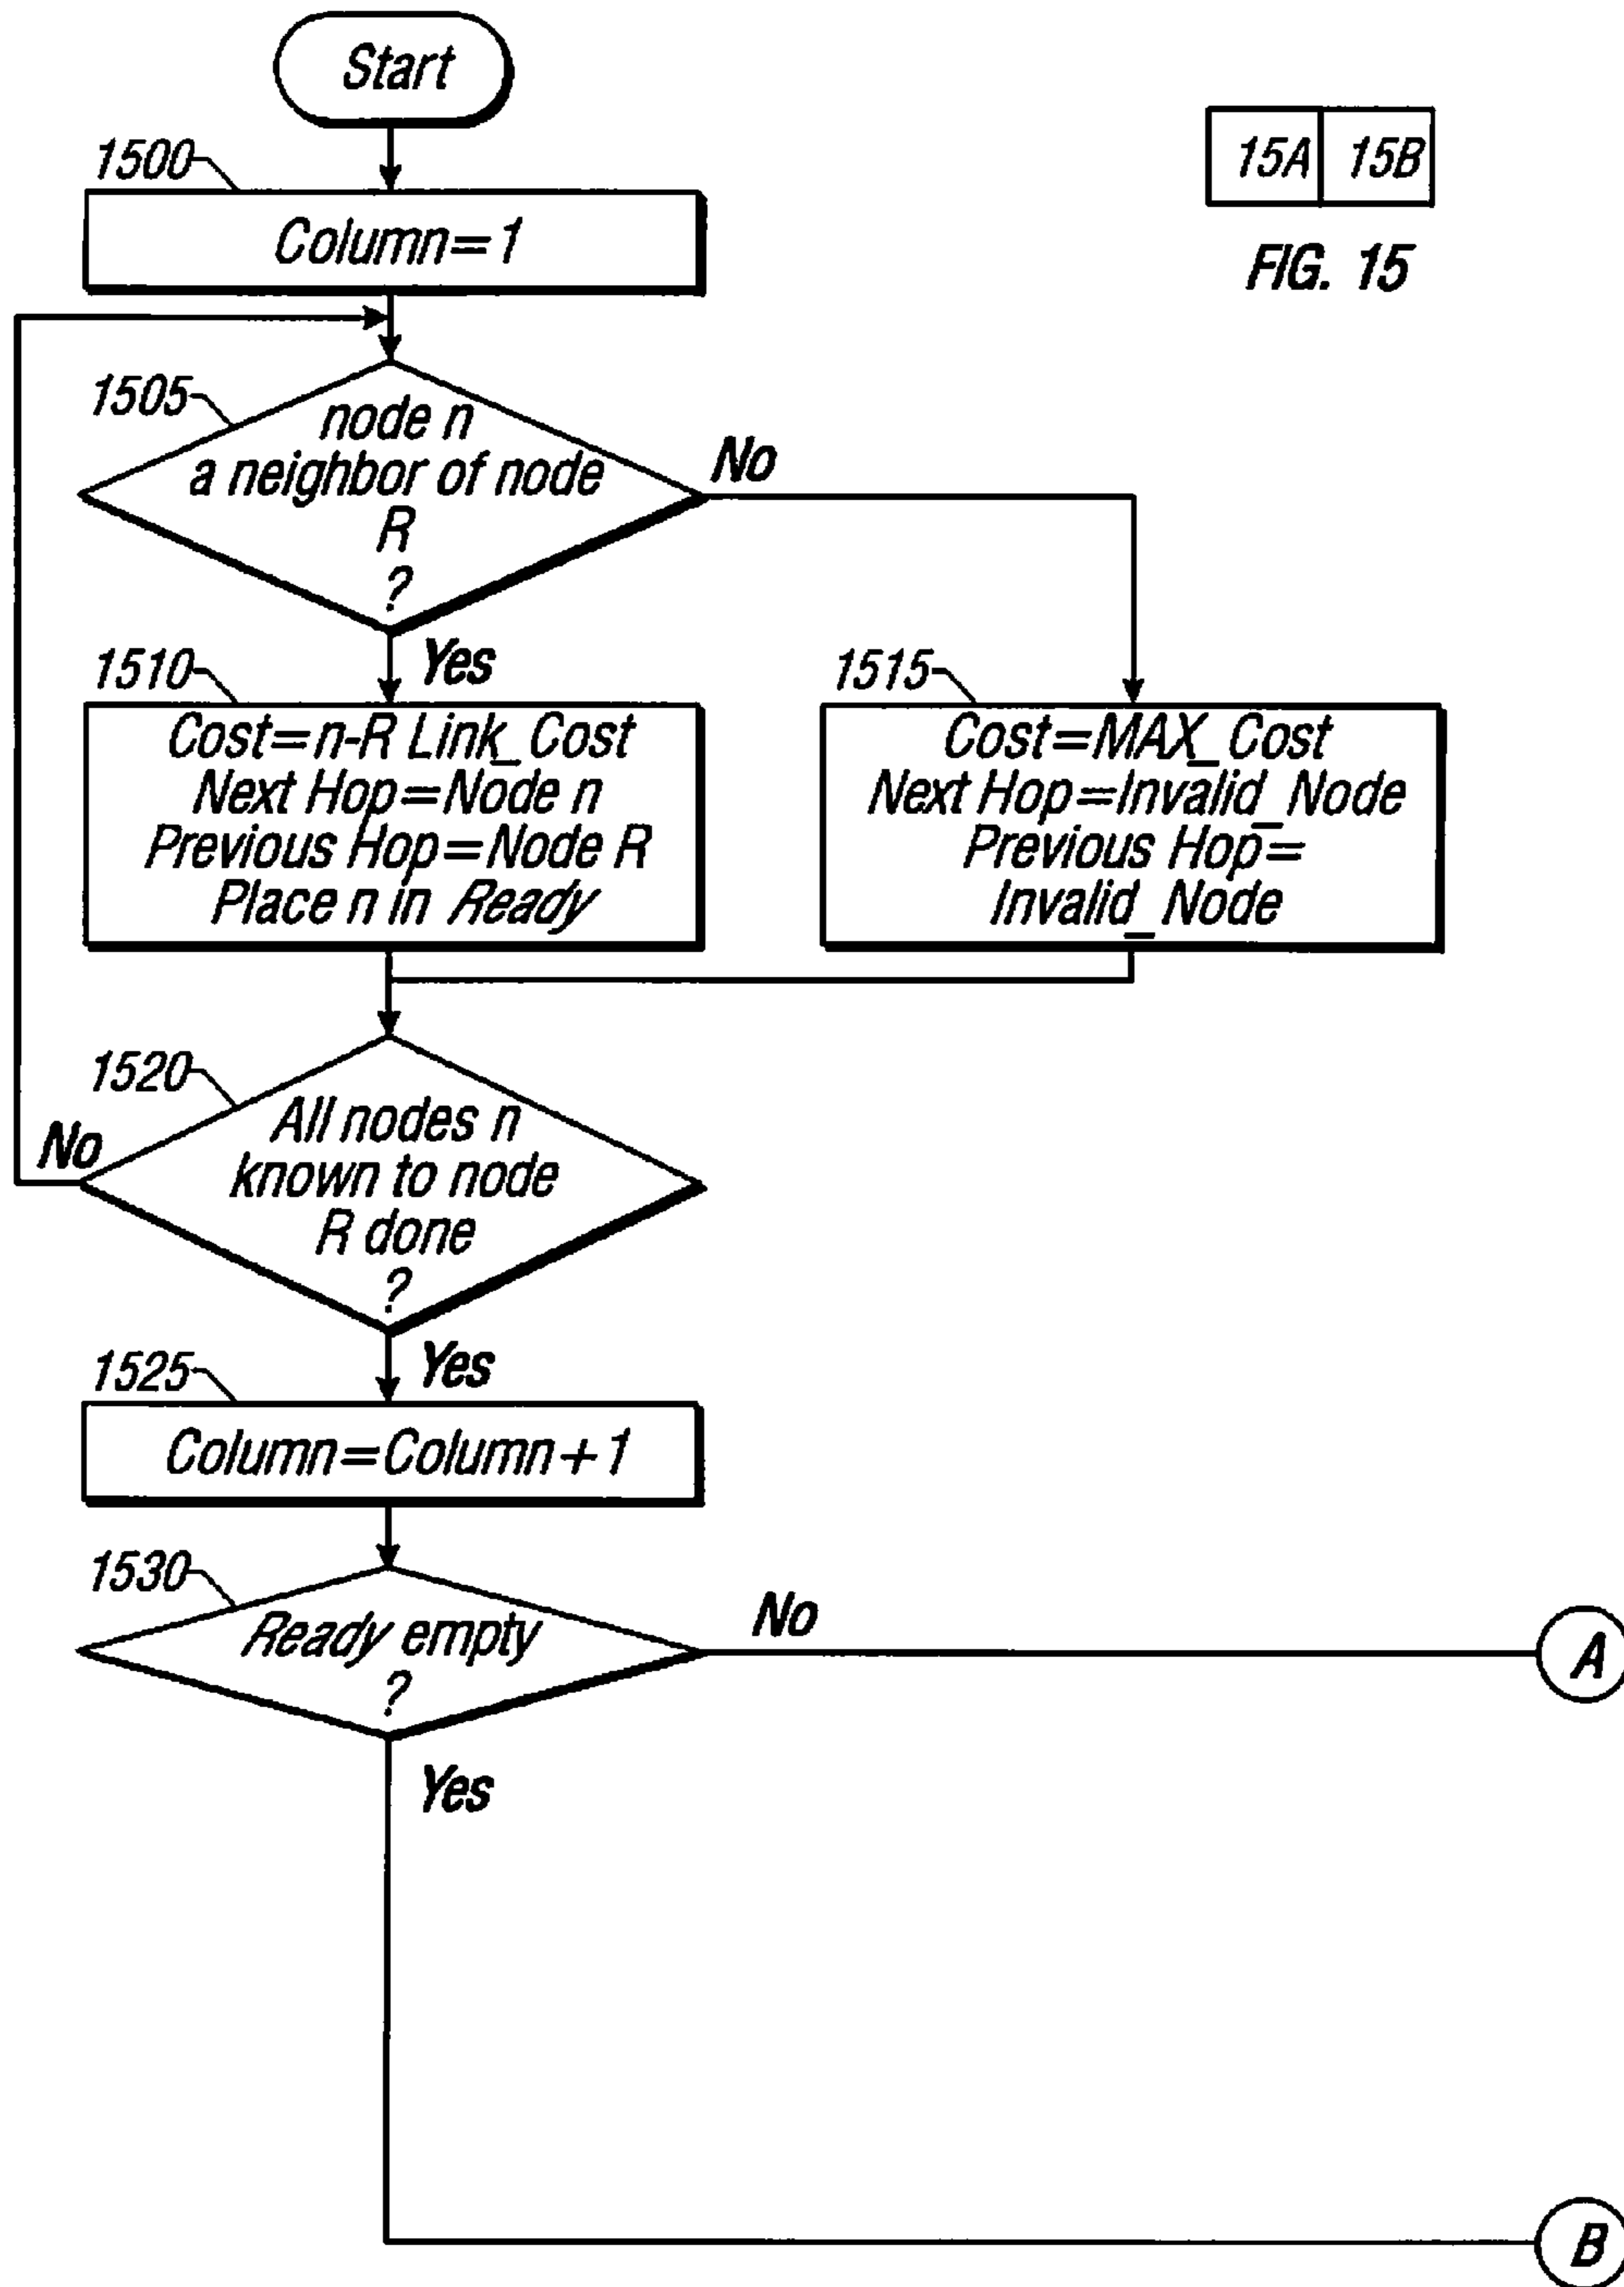 Start
15A 15B
FIG. 15
1500
Column=1
1505
node n
a neighbor of node
R
?
No
Yes
1510
Cost=n-R Link_Cost
Next Hop=Node n
Previous Hop=Node R
Place n in Ready
1515
Cost=MAX_Cost
Next Hop=Invalid_Node
Previous Hop=
Invalid_Node
1520
All nodes n
known to node
R done
?
No
Yes
1525
Column=Column+1
1530
Ready empty
?
No
A
Yes
B